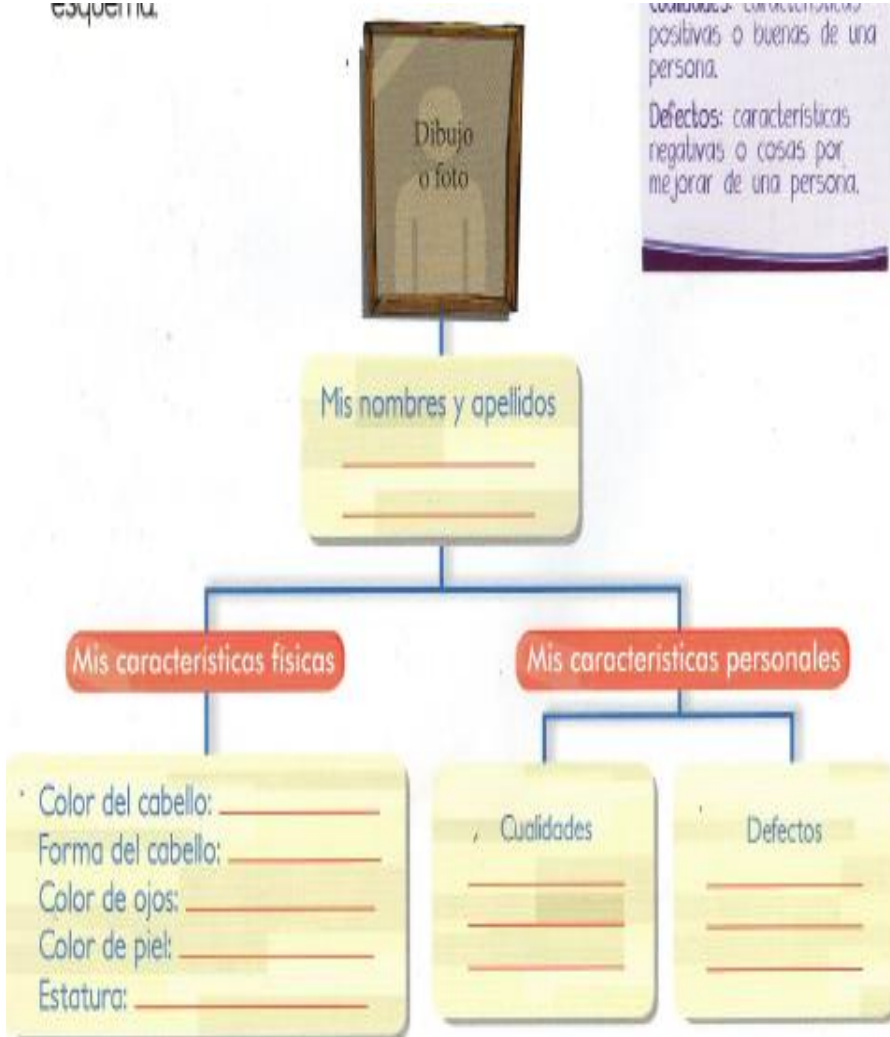 esquema.
Cualidades: características
positivas o buenas de una
persona.
Defectos: características
negativas o cosas por
mejorar de una persona.
Dibujo
o foto
Mis nombres y apellidos
Mis características físicas
Mis características personales
Color del cabello:
Forma del cabello:
Color de ojos:
Color de piel:
Estatura:
Cualidades
Defectos